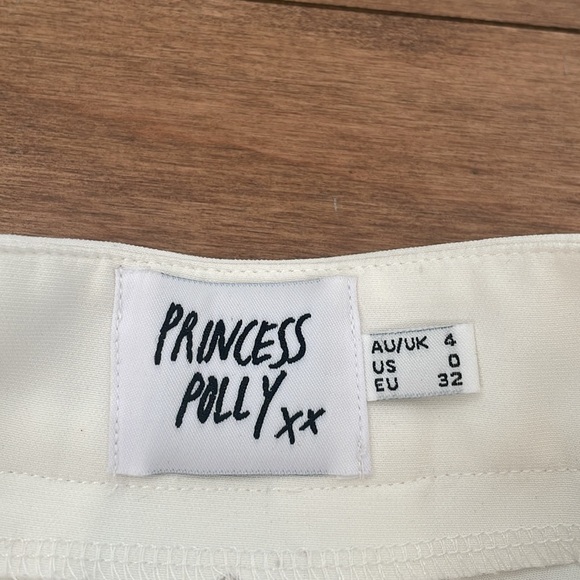 PRINCESS
POLLY xx
AU/UK 4
US 0
EU 32